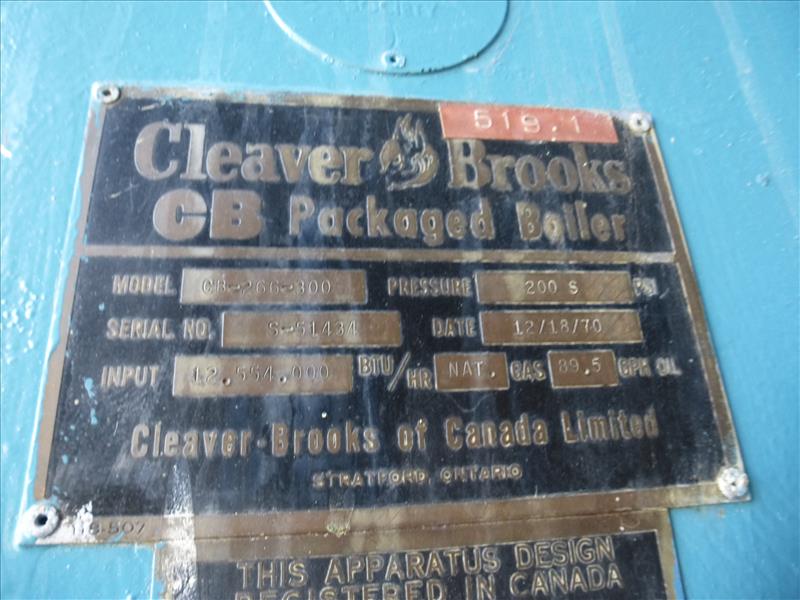 519.1
Cleaver Brooks
CB Packaged Boiler
MODEL CB-266-300 PRESSURE 200 S PSI
SERIAL NO. S-51434 DATE 12/18/70
INPUT 12,554,000 BTU/HR NAT. GAS 89.5 GPH OIL
Cleaver-Brooks of Canada Limited
STRATFORD, ONTARIO
118-507
THIS APPARATUS DESIGN
REGISTERED IN CANADA